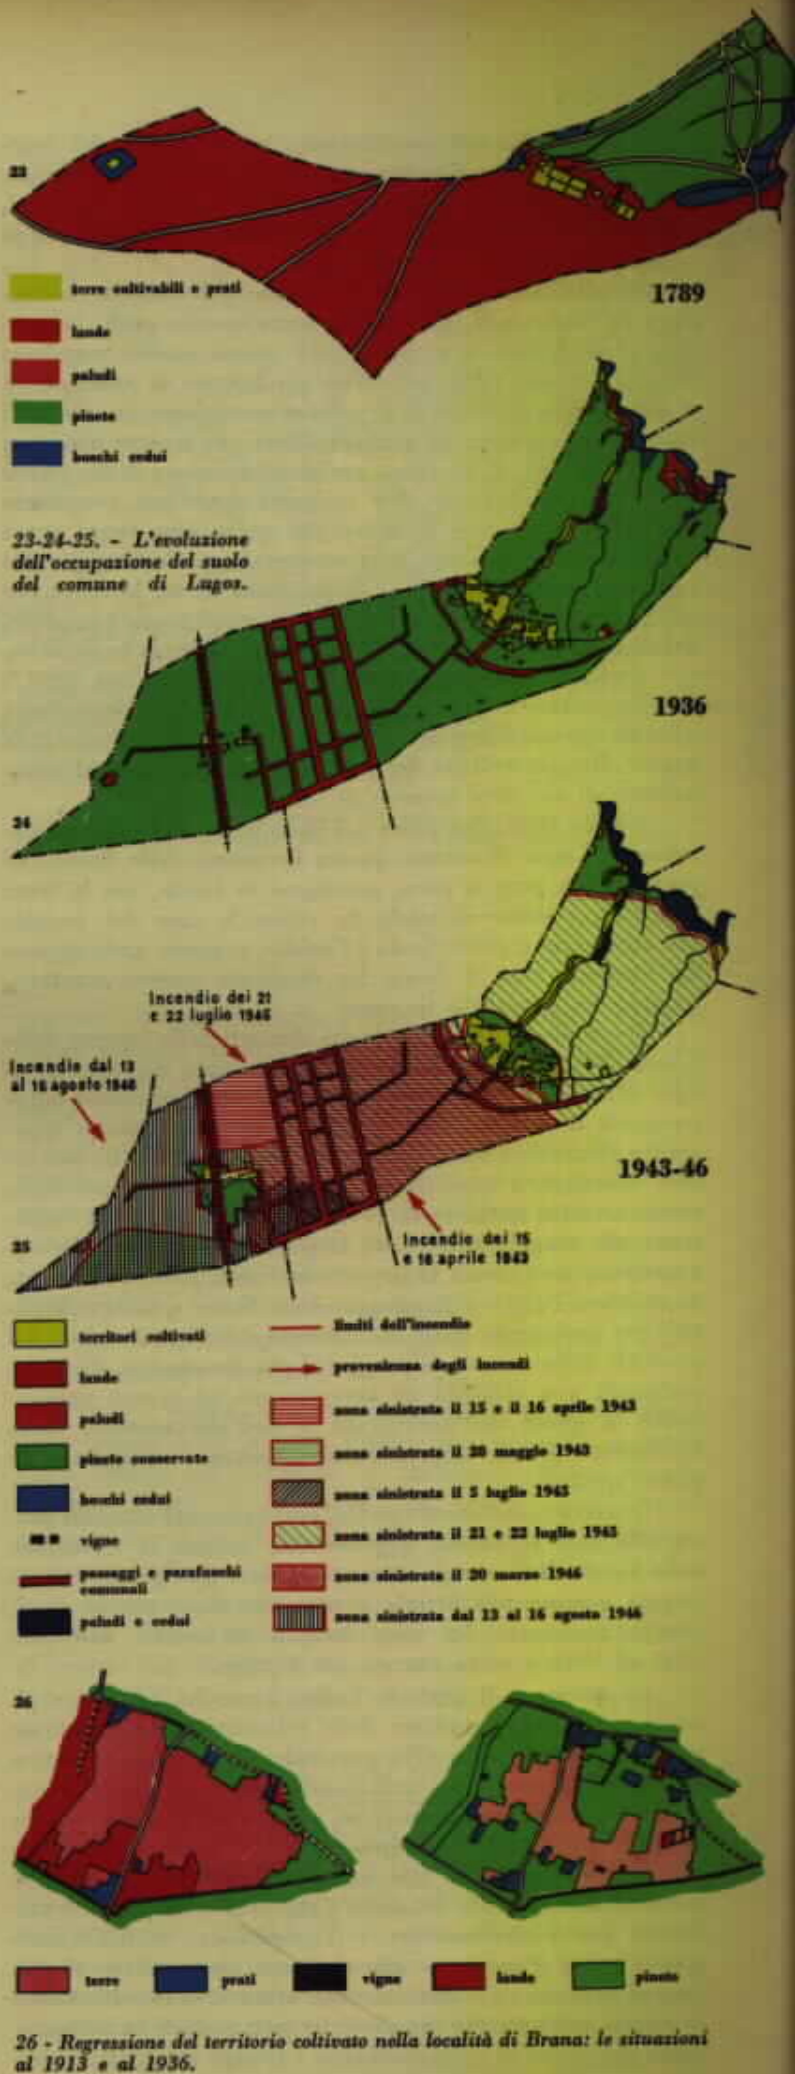 23
terre coltivabili e prati
1789
lande
paludi
pinete
boschi cedui
23-24-25. - L'evoluzione
dell'occupazione del suolo
del comune di Lugos.
1936
24
Incendio dei 21
e 22 luglio 1945
Incendio dal 13
al 16 agosto 1946
1943-46
25
Incendio dei 15
e 16 aprile 1943
territori coltivati
lande
paludi
pinete conservate
boschi cedui
vigne
passaggi e parafuochi
comunali
paludi e cedui
limiti dell'incendio
provenienza degli incendi
zona sinistrata il 15 e il 16 aprile 1943
zona sinistrata il 28 maggio 1943
zona sinistrata il 5 luglio 1945
zona sinistrata il 21 e 22 luglio 1945
zona sinistrata il 20 marzo 1946
zona sinistrata dal 13 al 16 agosto 1946
26
terre
prati
vigne
lande
pinete
26 - Regressione del territorio coltivato nella località di Brana: le situazioni
al 1913 e al 1936.